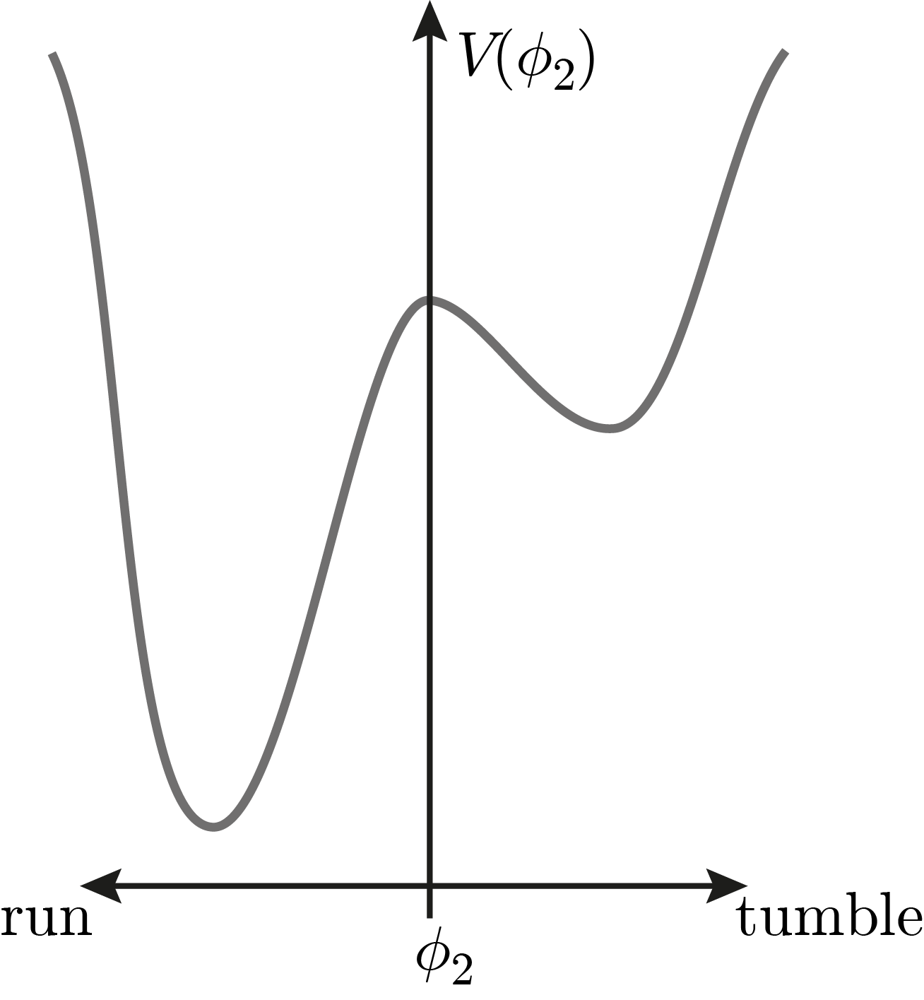 V(ϕ₂)
run
tumble
ϕ₂